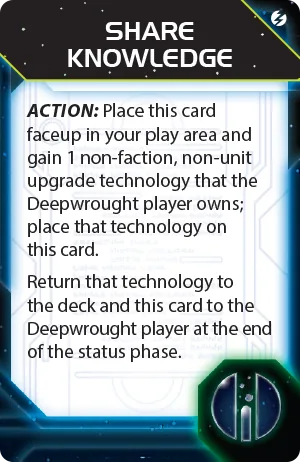 SHARE
KNOWLEDGE
ACTION: Place this card
faceup in your play area and
gain 1 non-faction, non-unit
upgrade technology that the
Deepwrought player owns;
place that technology on
this card.
Return that technology to
the deck and this card to the
Deepwrought player at the end
of the status phase.